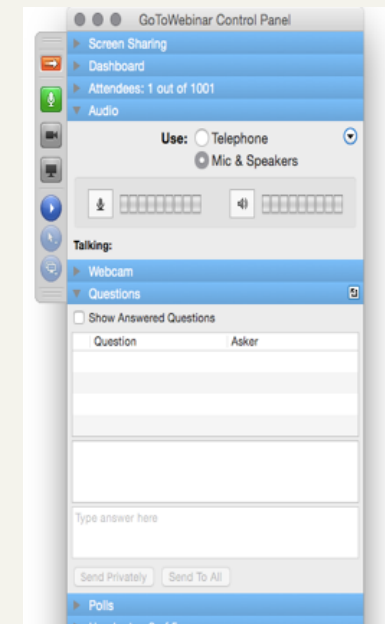 GoToWebinar Control Panel
Screen Sharing
Dashboard
Attendees: 1 out of 1001
Audio
Use: Telephone
Mic & Speakers
Talking:
Webcam
Questions
Show Answered Questions
Question Asker
Type answer here
Send Privately Send To All
Polls